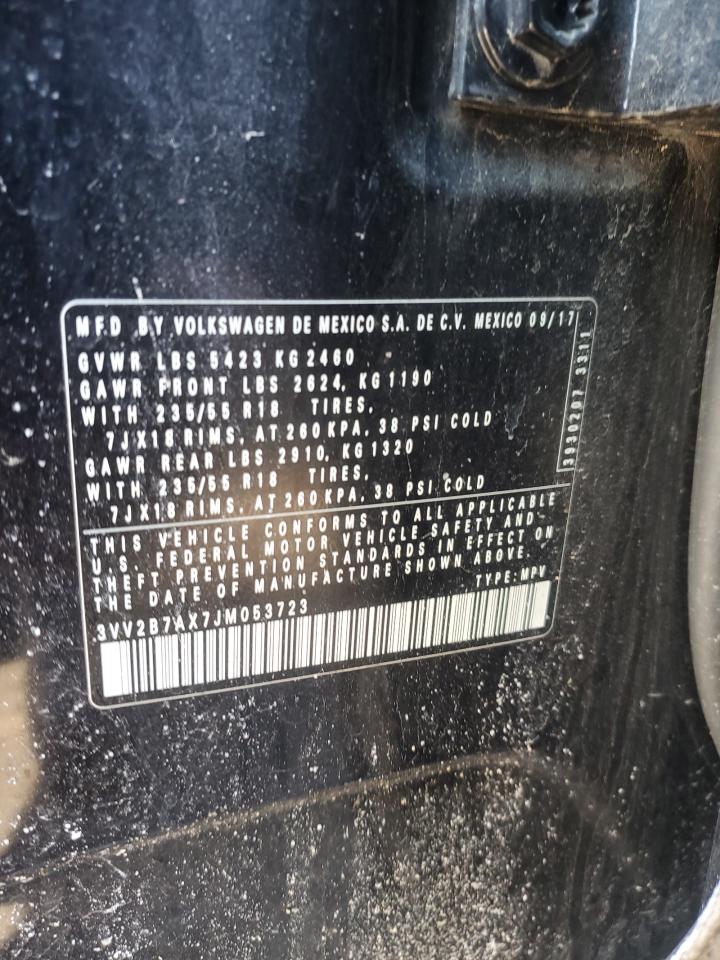 MFD BY VOLKSWAGEN DE MEXICO S.A. DE C.V. MEXICO 09/17
GVWR LBS 5423 KG 2460
GAWR FRONT LBS 2624, KG 1190
WITH 235/55 R18 TIRES,
7JX18 RIMS, AT 260 KPA, 38 PSI COLD
GAWR REAR LBS 2910, KG 1320
WITH 235/55 R18 TIRES,
7JX18 RIMS, AT 260 KPA, 38 PSI COLD
3930207 3311
THIS VEHICLE CONFORMS TO ALL APPLICABLE
U.S. FEDERAL MOTOR VEHICLE SAFETY AND
THEFT PREVENTION STANDARDS IN EFFECT ON
THE DATE OF MANUFACTURE SHOWN ABOVE.
TYPE: MPV
3VV2B7AX7JM053723